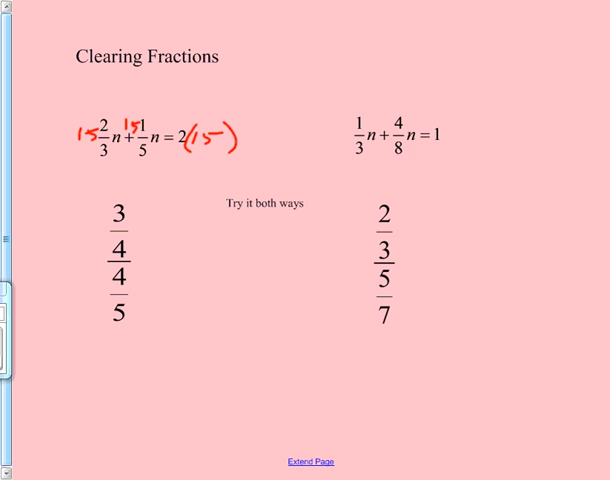 Clearing Fractions
15 2/3 n + 15 1/5 n = 2 (15)
1/3 n + 4/8 n = 1
Try it both ways
3
4
4
5
2
3
5
7
Extend Page